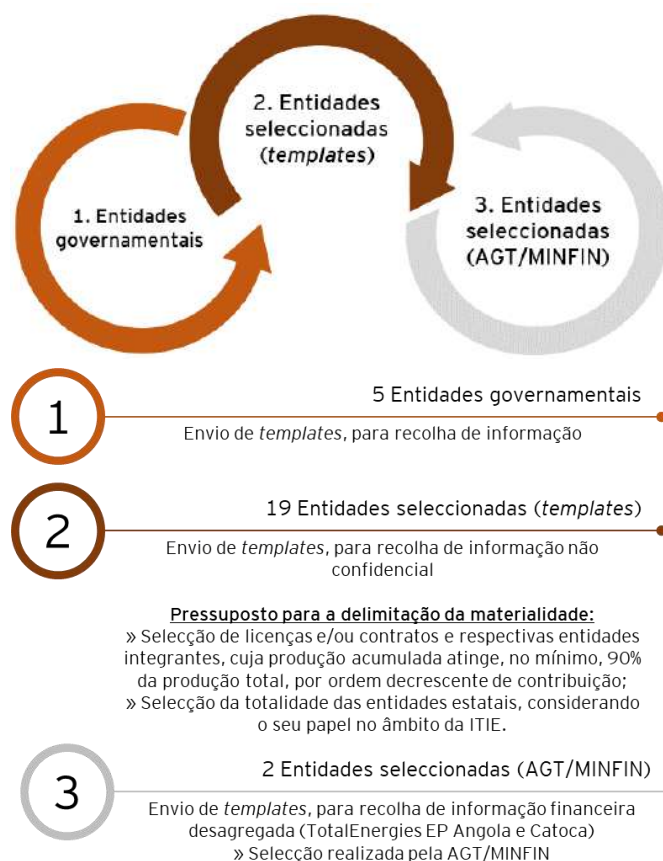 2. Entidades
seleccionadas
(templates)
1. Entidades
governamentais
3. Entidades
seleccionadas
(AGT/MINFIN)
1
5 Entidades governamentais
Envio de templates, para recolha de informação
2
19 Entidades seleccionadas (templates)
Envio de templates, para recolha de informação não
confidencial
Pressuposto para a delimitação da materialidade:
» Selecção de licenças e/ou contratos e respectivas entidades
integrantes, cuja produção acumulada atinge, no mínimo, 90%
da produção total, por ordem decrescente de contribuição;
» Selecção da totalidade das entidades estatais, considerando
o seu papel no âmbito da ITIE.
3
2 Entidades seleccionadas (AGT/MINFIN)
Envio de templates, para recolha de informação financeira
desagregada (TotalEnergies EP Angola e Catoca)
» Selecção realizada pela AGT/MINFIN